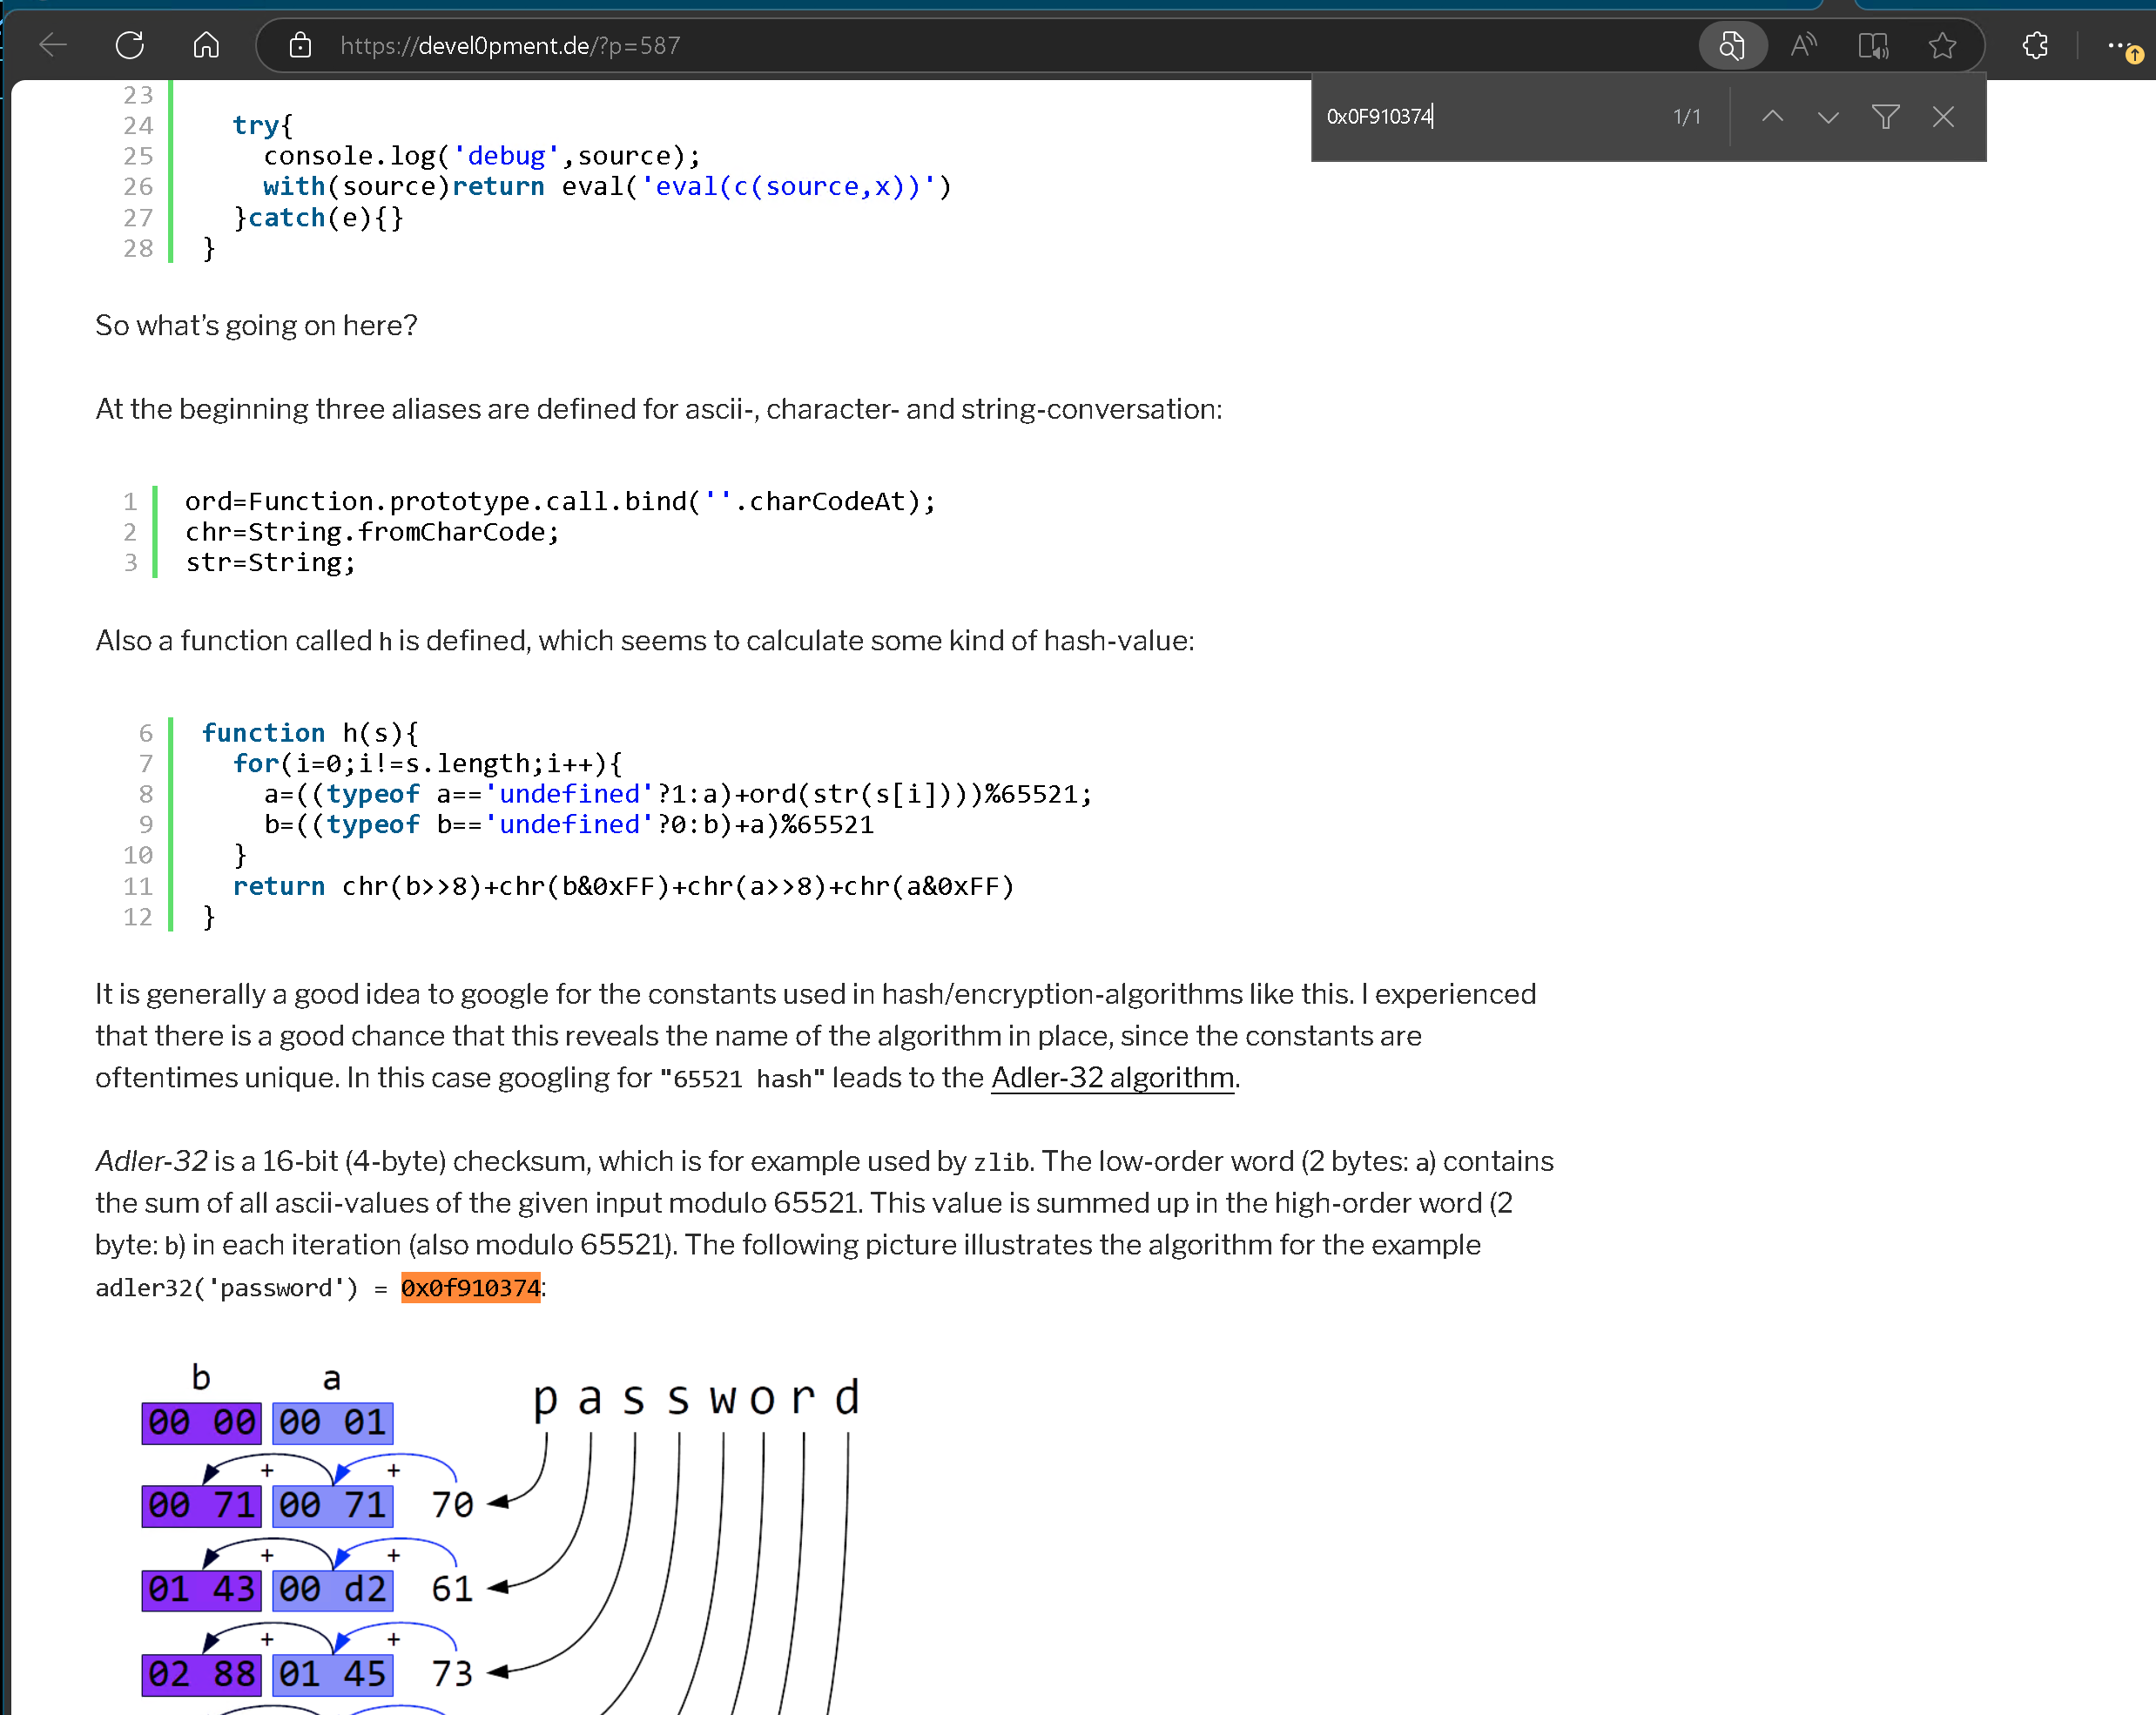 https://devel0pment.de/?p=587
0x0F910374
1/1
23
24 try{
25 console.log('debug',source);
26 with(source)return eval('eval(c(source,x))')
27 }catch(e){}
28 }
So what’s going on here?
At the beginning three aliases are defined for ascii-, character- and string-conversation:
1 ord=Function.prototype.call.bind(''.charCodeAt);
2 chr=String.fromCharCode;
3 str=String;
Also a function called h is defined, which seems to calculate some kind of hash-value:
6 function h(s){
7 for(i=0;i!=s.length;i++){
8 a=((typeof a=='undefined'?1:a)+ord(str(s[i])))%65521;
9 b=((typeof b=='undefined'?0:b)+a)%65521
10 }
11 return chr(b>>8)+chr(b&0xFF)+chr(a>>8)+chr(a&0xFF)
12 }
It is generally a good idea to google for the constants used in hash/encryption-algorithms like this. I experienced
that there is a good chance that this reveals the name of the algorithm in place, since the constants are
oftentimes unique. In this case googling for "65521 hash" leads to the Adler-32 algorithm.
Adler-32 is a 16-bit (4-byte) checksum, which is for example used by zlib. The low-order word (2 bytes: a) contains
the sum of all ascii-values of the given input modulo 65521. This value is summed up in the high-order word (2
byte: b) in each iteration (also modulo 65521). The following picture illustrates the algorithm for the example
adler32('password') = 0x0f910374:
b a
p a s s w o r d
00 00 00 01
+ +
00 71 00 71 70
+ +
01 43 00 d2 61
+ +
02 88 01 45 73